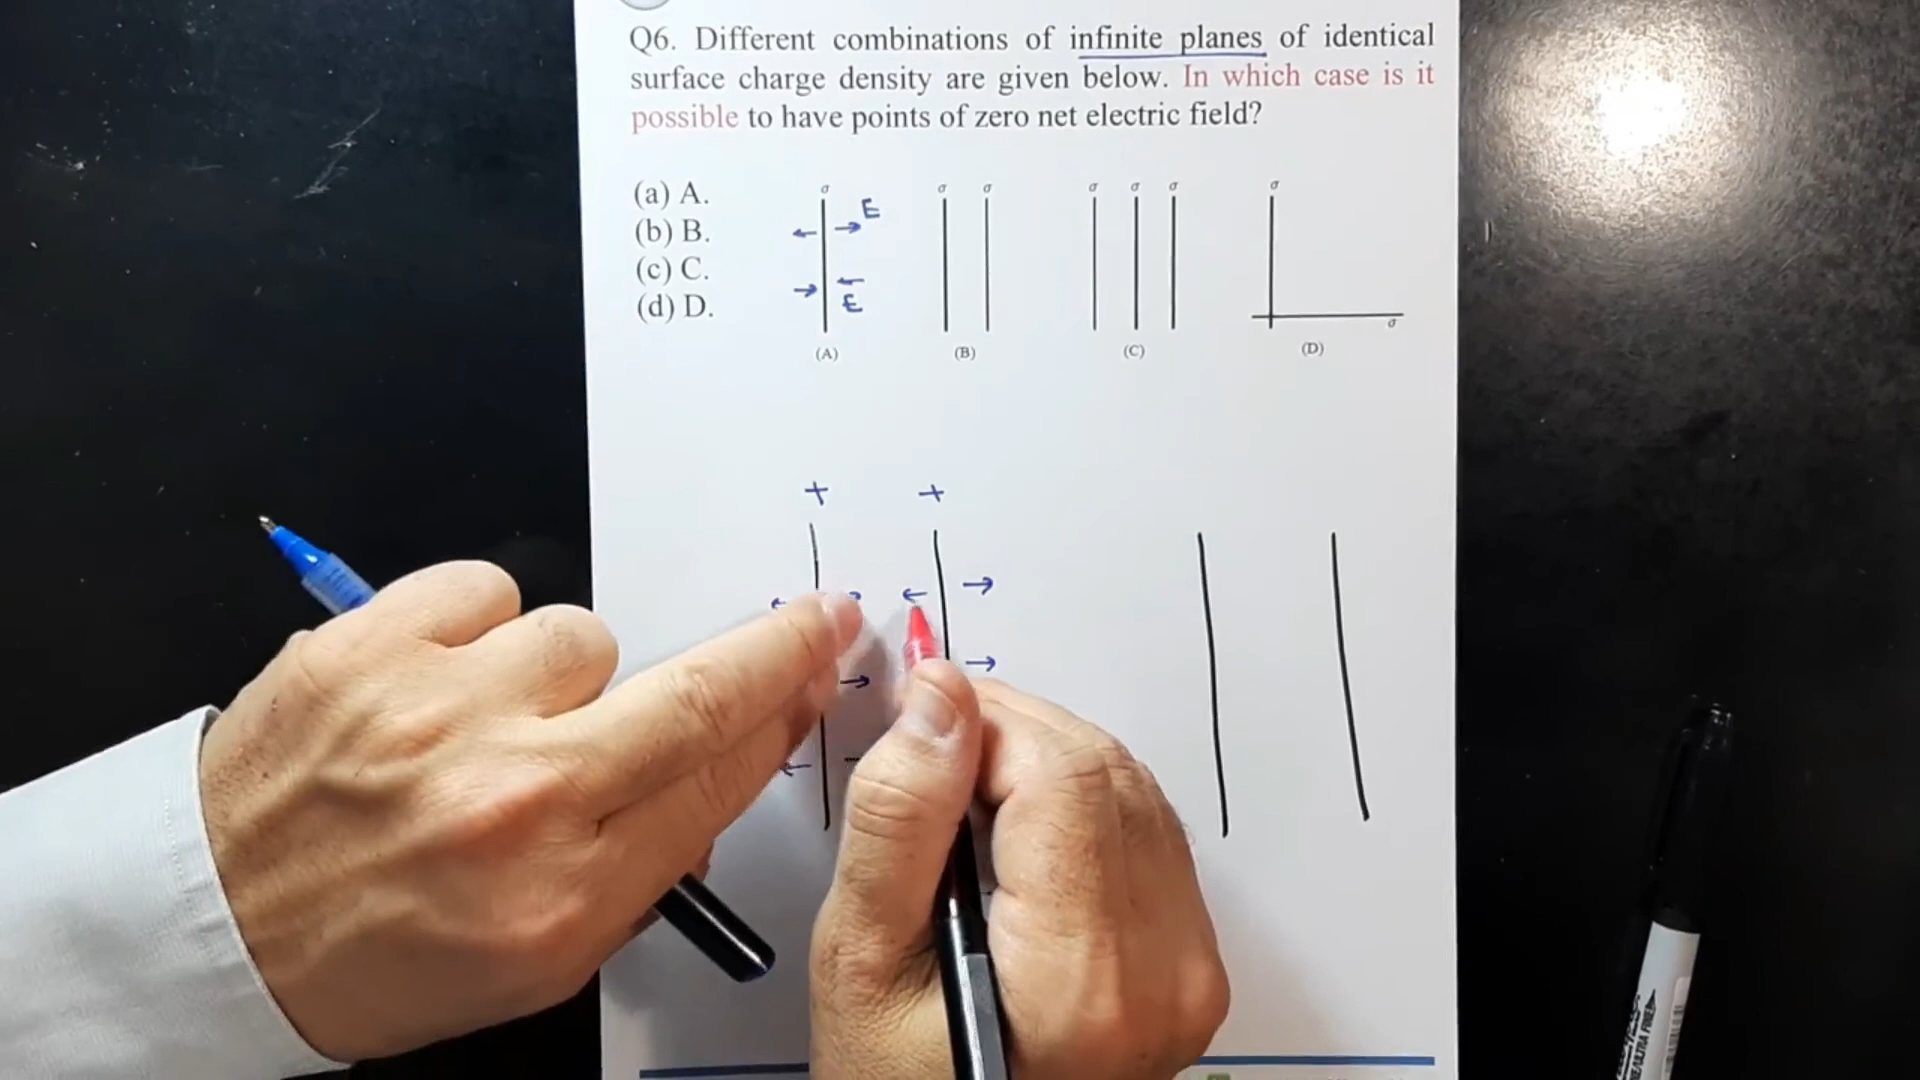 Q6. Different combinations of infinite planes of identical
surface charge density are given below. In which case is it
possible to have points of zero net electric field?
(a) A.
(b) B.
(c) C.
(d) D.
σ
E
E
(A)
σ σ
(B)
σ σ σ
(C)
σ
σ
(D)
+ +